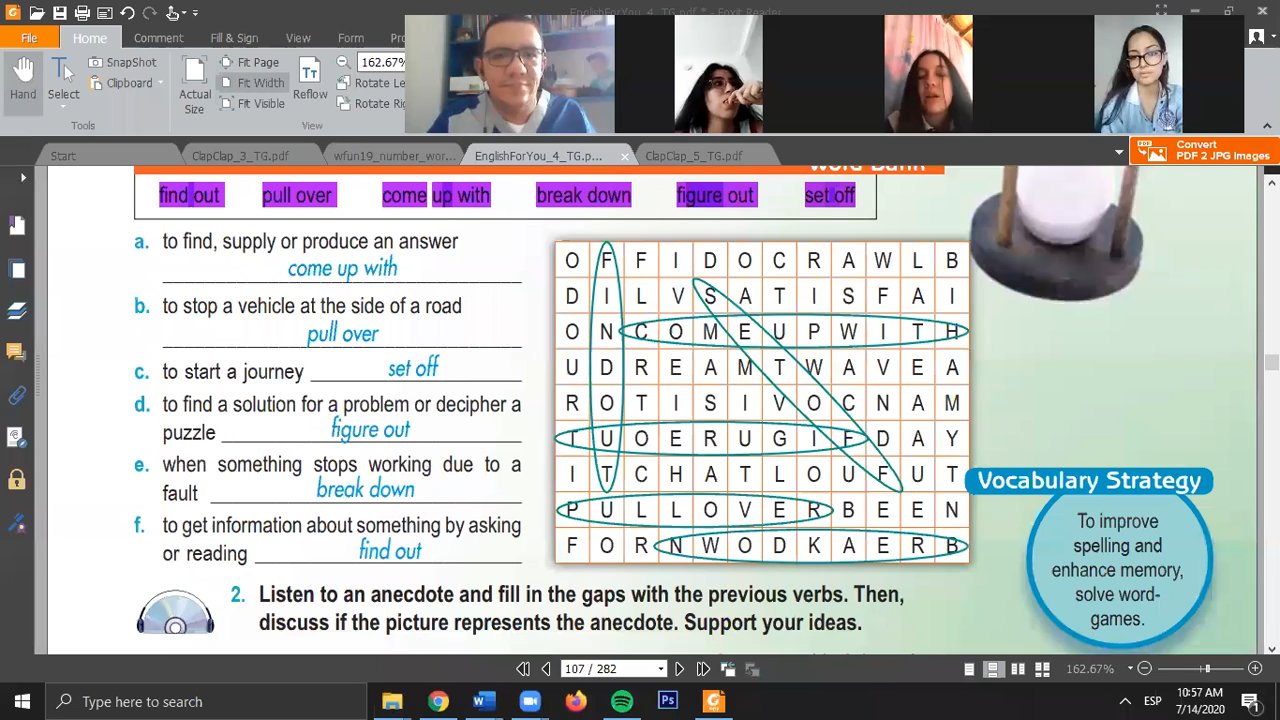 EnglishForYou_4_TG.pdf * - Foxit Reader
File Home Comment Fill & Sign View Form
Hand
Select
SnapShot
Clipboard
Tools
Actual Size
Fit Page
Fit Width
Fit Visible
Reflow
162.67%
Rotate Le
Rotate Rig
View
Start ClapClap_3_TG.pdf wfun19_number_wor... EnglishForYou_4_TG.p... ClapClap_5_TG.pdf
Convert
PDF 2 JPG Images
Word Bank
find out pull over come up with break down figure out set off
a. to find, supply or produce an answer
come up with
b. to stop a vehicle at the side of a road
pull over
c. to start a journey set off
d. to find a solution for a problem or decipher a
puzzle figure out
e. when something stops working due to a
fault break down
f. to get information about something by asking
or reading find out
O F F I D O C R A W L B
D I L V S A T I S F A I
O N C O M E U P W I T H
U D R E A M T W A V E A
R O T I S I V O C N A M
T U O E R U G I F D A Y
I T C H A T L O U F U T
P U L L O V E R B E E N
F O R N W O D K A E R B
Vocabulary Strategy
To improve
spelling and
enhance memory,
solve word-
games.
2. Listen to an anecdote and fill in the gaps with the previous verbs. Then,
discuss if the picture represents the anecdote. Support your ideas.
107 / 282
162.67%
Type here to search
ESP
10:57 AM
7/14/2020